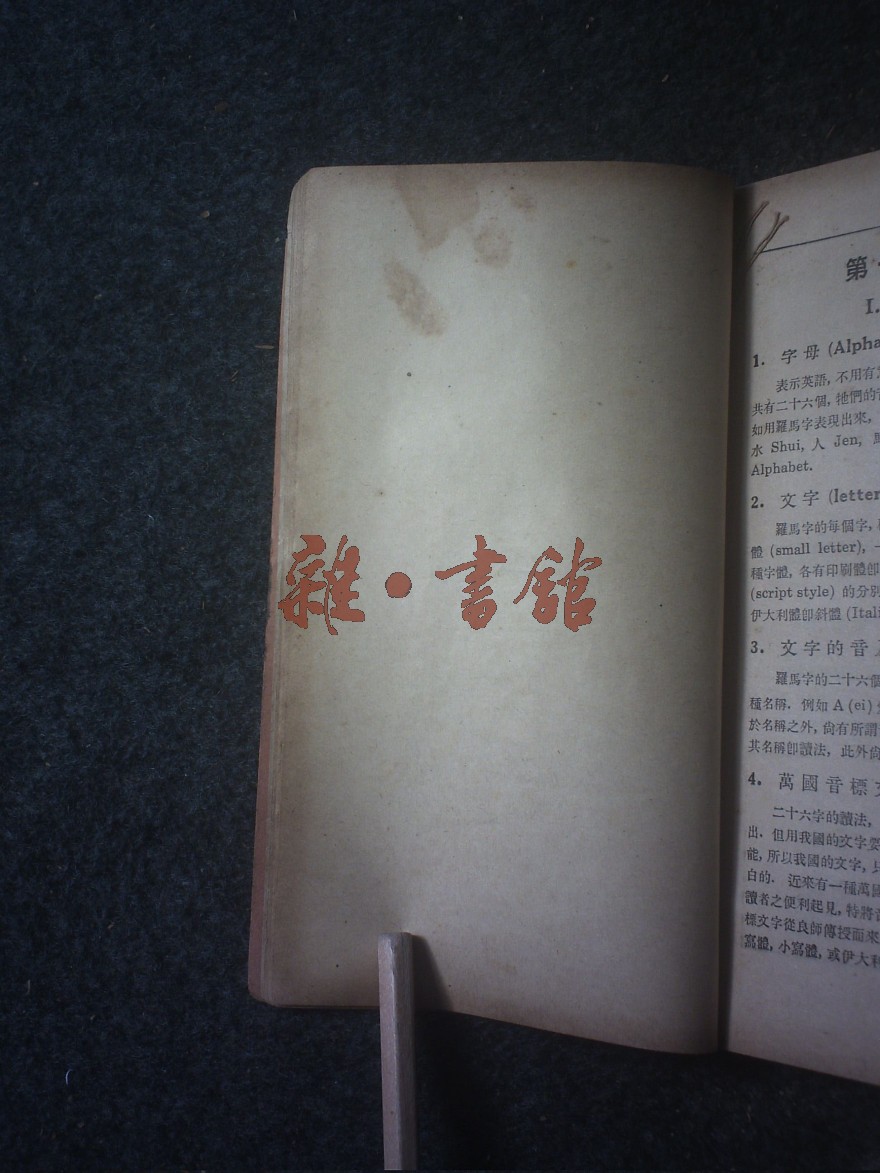 雜·書館
第
I.
1. 字母 (Alpha
表示英語, 不用有
共有二十六個, 牠們的
如用羅馬字表現出來,
水 Shui, 人 Jen,
Alphabet.
2. 文字 (letter
羅馬字的每個字,
體 (small letter), 一
種字體, 各有印刷體卽
(script style) 的分別
伊大利體卽斜體 (Itali
3. 文字的音
羅馬字的二十六個
種名稱. 例如 A (ei)
於名稱之外, 尙有所謂
其名稱卽讀法, 此外尙
4. 萬國音標文
二十六字的讀法,
出. 但用我國的文字要
能, 所以我國的文字, 只
白的. 近來有一種萬國
讀者之便利起見, 特將
標文字從良師傳授而來
寫體, 小寫體, 或伊大利